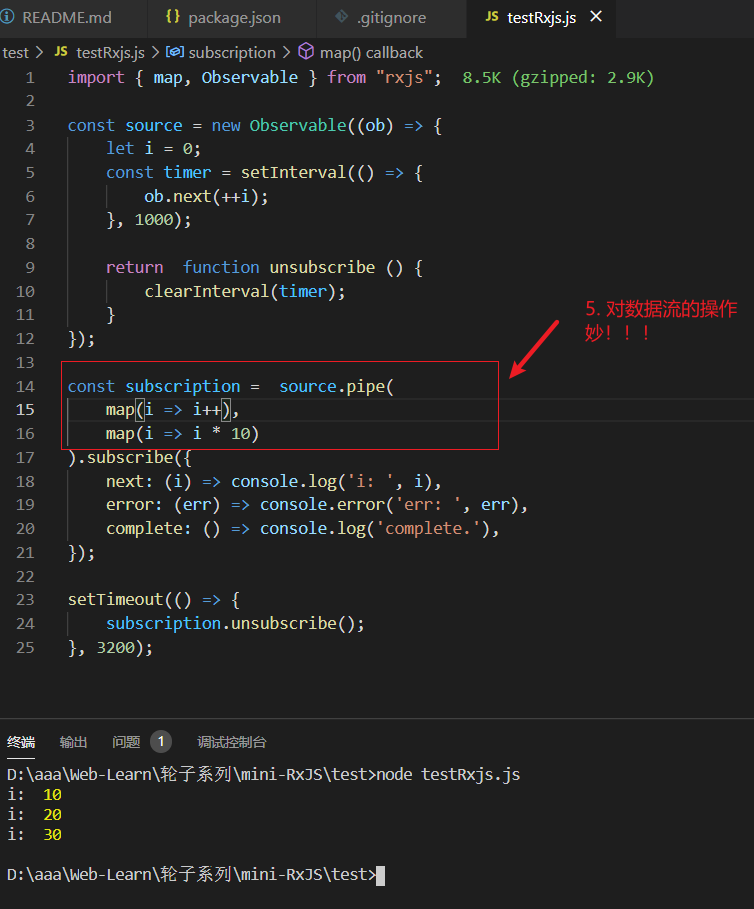 README.md {} package.json .gitignore JS testRxjs.js ×
test > JS testRxjs.js > subscription > map() callback
1 import { map, Observable } from "rxjs"; 8.5K (gzipped: 2.9K)
2
3 const source = new Observable((ob) => {
4 let i = 0;
5 const timer = setInterval(() => {
6 ob.next(++i);
7 }, 1000);
8
9 return  function unsubscribe () {
10 clearInterval(timer);
11 }
12 });
13
14 const subscription =  source.pipe(
15 map(i => i++),
16 map(i => i * 10)
17 ).subscribe({
18 next: (i) => console.log('i: ', i),
19 error: (err) => console.error('err: ', err),
20 complete: () => console.log('complete.'),
21 });
22
23 setTimeout(() => {
24 subscription.unsubscribe();
25 }, 3200);
5. 对数据流的操作
妙！！！
终端 输出 问题 1 调试控制台
D:\aaa\Web-Learn\轮子系列\mini-RxJS\test>node testRxjs.js
i:  10
i:  20
i:  30
D:\aaa\Web-Learn\轮子系列\mini-RxJS\test>